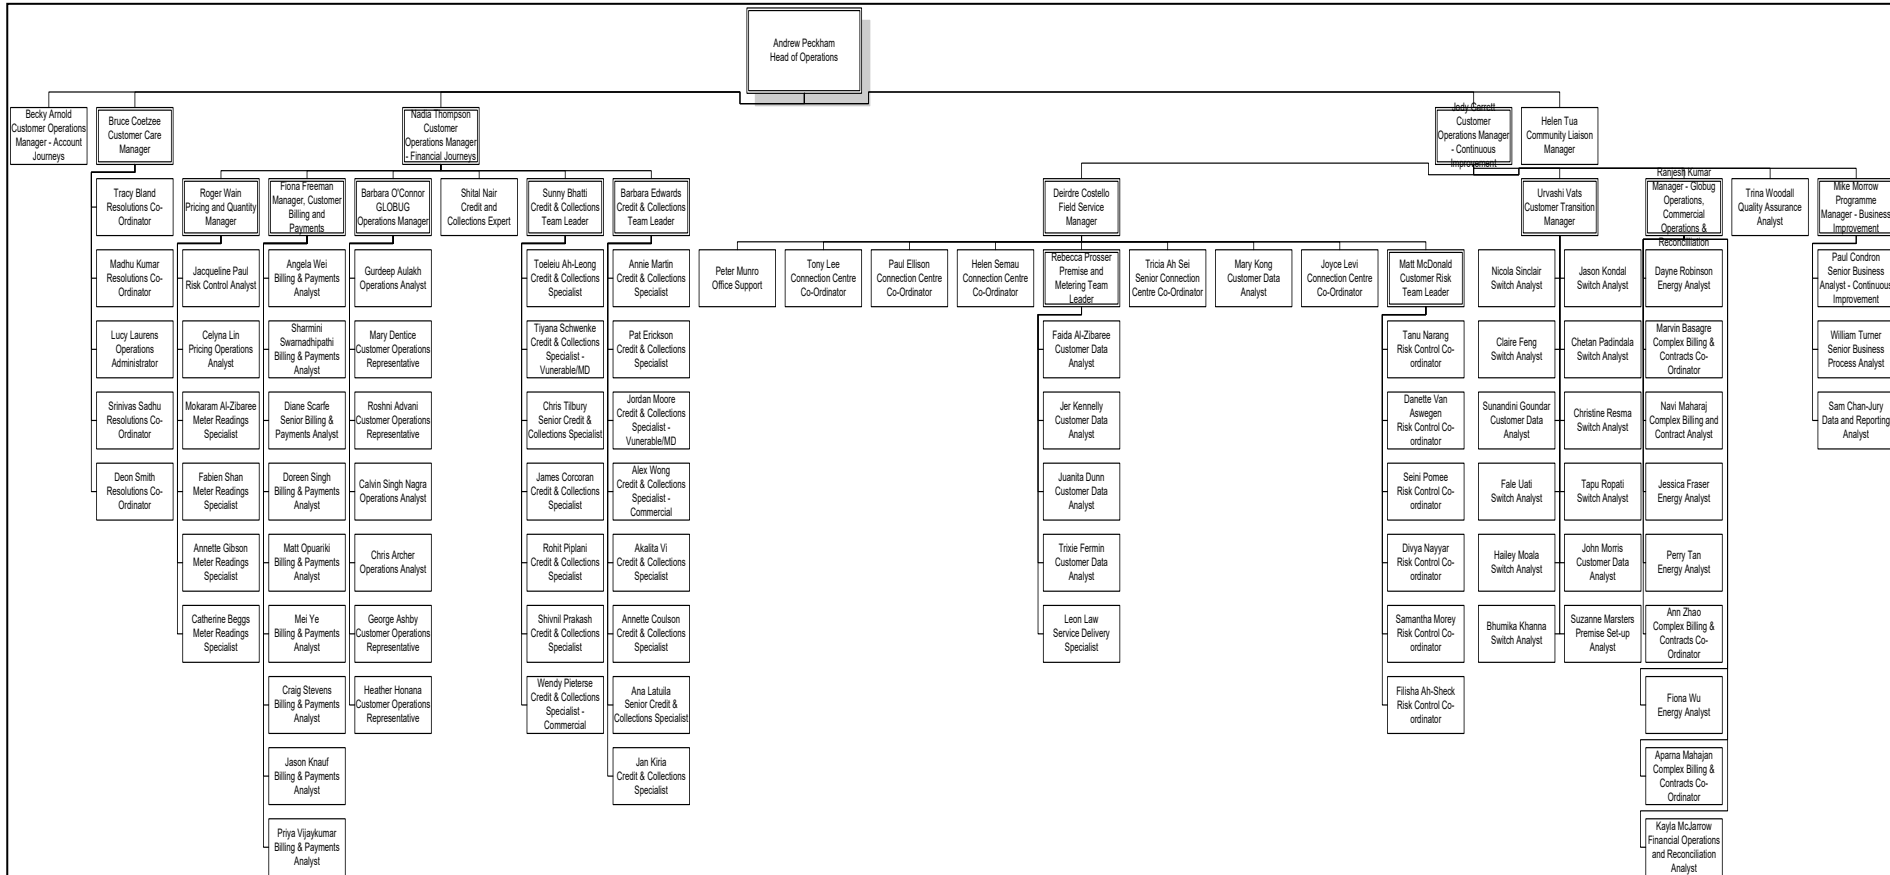 Andrew Peckham
Head of Operations
Becky Arnold
Customer Operations
Manager - Account
Journeys
Bruce Coetzee
Customer Care
Manager
Nadia Thompson
Customer
Operations Manager
- Financial Journeys
Jody Garrett
Customer
Operations Manager
- Continuous
Improvement
Helen Tua
Community Liaison
Manager
Tracy Bland
Resolutions Co-
Ordinator
Roger Wain
Pricing and Quantity
Manager
Fiona Freeman
Manager, Customer
Billing and
Payments
Barbara O'Connor
GLOBUG
Operations Manager
Shital Nair
Credit and
Collections Expert
Sunny Bhatti
Credit & Collections
Team Leader
Barbara Edwards
Credit & Collections
Team Leader
Deirdre Costello
Field Service
Manager
Urvashi Vats
Customer Transition
Manager
Ranjesh Kumar
Manager - Globug
Operations,
Commercial
Operations &
Reconciliation
Trina Woodall
Quality Assurance
Analyst
Mike Morrow
Programme
Manager - Business
Improvement
Madhu Kumar
Resolutions Co-
Ordinator
Jacqueline Paul
Risk Control Analyst
Angela Wei
Billing & Payments
Analyst
Gurdeep Aulakh
Operations Analyst
Toeleiu Ah-Leong
Credit & Collections
Specialist
Annie Martin
Credit & Collections
Specialist
Peter Munro
Office Support
Tony Lee
Connection Centre
Co-Ordinator
Paul Ellison
Connection Centre
Co-Ordinator
Helen Semau
Connection Centre
Co-Ordinator
Rebecca Prosser
Premise and
Metering Team
Leader
Tricia Ah Sei
Senior Connection
Centre Co-Ordinator
Mary Kong
Customer Data
Analyst
Joyce Levi
Connection Centre
Co-Ordinator
Matt McDonald
Customer Risk
Team Leader
Nicola Sinclair
Switch Analyst
Jason Kondal
Switch Analyst
Dayne Robinson
Energy Analyst
Paul Condron
Senior Business
Analyst - Continuous
Improvement
Lucy Laurens
Operations
Administrator
Celyna Lin
Pricing Operations
Analyst
Sharmini
Swarnadhipathi
Billing & Payments
Analyst
Mary Dentice
Customer Operations
Representative
Tiyana Schwenke
Credit & Collections
Specialist -
Vunerable/MD
Pat Erickson
Credit & Collections
Specialist
Faida Al-Zibaree
Customer Data
Analyst
Tanu Narang
Risk Control Co-
ordinator
Claire Feng
Switch Analyst
Chetan Padindala
Switch Analyst
Marvin Basagre
Complex Billing &
Contracts Co-
Ordinator
William Turner
Senior Business
Process Analyst
Srinivas Sadhu
Resolutions Co-
Ordinator
Mokaram Al-Zibaree
Meter Readings
Specialist
Diane Scarfe
Senior Billing &
Payments Analyst
Roshni Advani
Customer Operations
Representative
Chris Tilbury
Senior Credit &
Collections Specialist
Jordan Moore
Credit & Collections
Specialist -
Vunerable/MD
Jer Kennelly
Customer Data
Analyst
Danette Van
Aswegen
Risk Control Co-
ordinator
Sunandini Goundar
Customer Data
Analyst
Christine Resma
Switch Analyst
Navi Maharaj
Complex Billing and
Contract Analyst
Sam Chan-Jury
Data and Reporting
Analyst
Deon Smith
Resolutions Co-
Ordinator
Fabien Shan
Meter Readings
Specialist
Doreen Singh
Billing & Payments
Analyst
Calvin Singh Nagra
Operations Analyst
James Corcoran
Credit & Collections
Specialist
Alex Wong
Credit & Collections
Specialist -
Commercial
Juanita Dunn
Customer Data
Analyst
Seini Pomee
Risk Control Co-
ordinator
Fale Uati
Switch Analyst
Tapu Ropati
Switch Analyst
Jessica Fraser
Energy Analyst
Annette Gibson
Meter Readings
Specialist
Matt Opuariki
Billing & Payments
Analyst
Chris Archer
Operations Analyst
Rohit Piplani
Credit & Collections
Specialist
Akalita Vi
Credit & Collections
Specialist
Trixie Fermin
Customer Data
Analyst
Divya Nayyar
Risk Control Co-
ordinator
Hailey Moala
Switch Analyst
John Morris
Customer Data
Analyst
Perry Tan
Energy Analyst
Catherine Beggs
Meter Readings
Specialist
Mei Ye
Billing & Payments
Analyst
George Ashby
Customer Operations
Representative
Shivnil Prakash
Credit & Collections
Specialist
Annette Coulson
Credit & Collections
Specialist
Leon Law
Service Delivery
Specialist
Samantha Morey
Risk Control Co-
ordinator
Bhumika Khanna
Switch Analyst
Suzanne Marsters
Premise Set-up
Analyst
Ann Zhao
Complex Billing &
Contracts Co-
Ordinator
Craig Stevens
Billing & Payments
Analyst
Heather Honana
Customer Operations
Representative
Wendy Pieterse
Credit & Collections
Specialist -
Commercial
Ana Latuila
Senior Credit &
Collections Specialist
Filisha Ah-Sheck
Risk Control Co-
ordinator
Fiona Wu
Energy Analyst
Jason Knauf
Billing & Payments
Analyst
Jan Kiria
Credit & Collections
Specialist
Aparna Mahajan
Complex Billing &
Contracts Co-
Ordinator
Priya Vijaykumar
Billing & Payments
Analyst
Kayla McJarrow
Financial Operations
and Reconciliation
Analyst